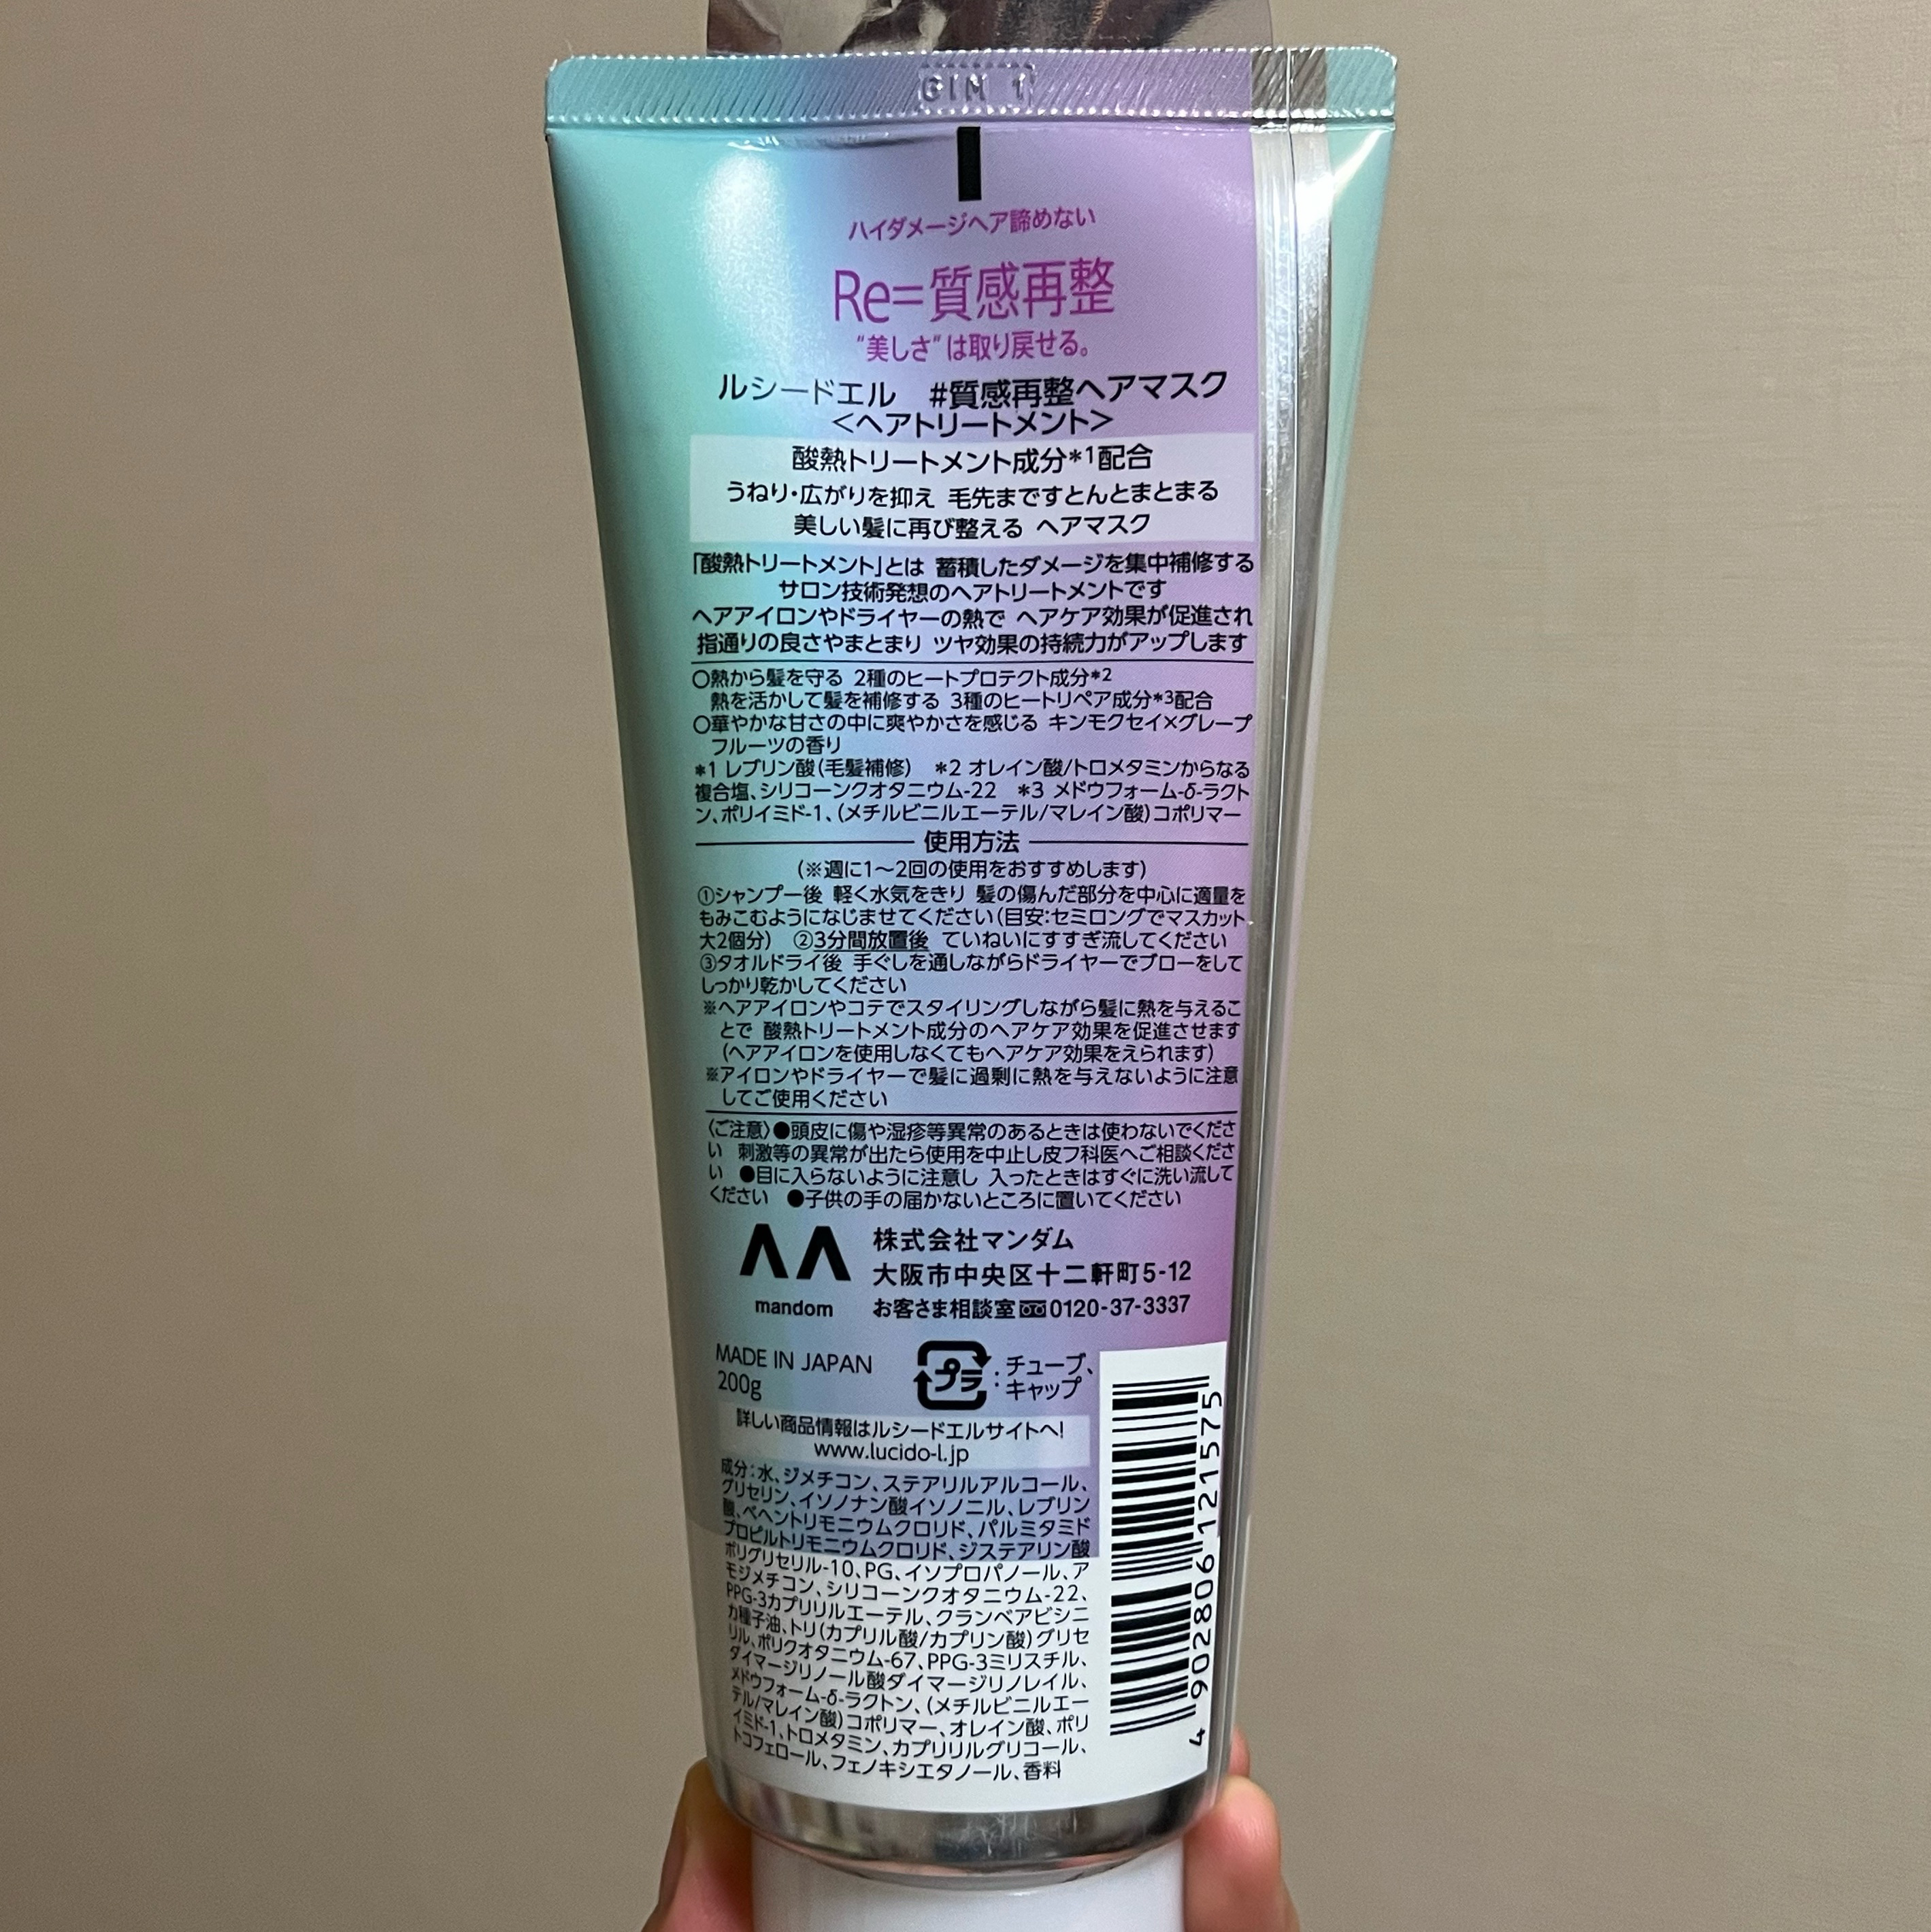 GIM 1
ハイダメージヘア諦めない
Re=質感再整
“美しさ”は取り戻せる。
ルシードエル #質感再整ヘアマスク
＜ヘアトリートメント＞
酸熱トリートメント成分*1配合
うねり・広がりを抑え 毛先まですとんとまとまる
美しい髪に再び整える ヘアマスク
「酸熱トリートメント」とは 蓄積したダメージを集中補修する
サロン技術発想のヘアトリートメントです
ヘアアイロンやドライヤーの熱で ヘアケア効果が促進され
指通りの良さやまとまり ツヤ効果の持続力がアップします
○熱から髪を守る 2種のヒートプロテクト成分*2
熱を活かして髪を補修する 3種のヒートリペア成分*3配合
○華やかな甘さの中に爽やかさを感じる キンモクセイ×グレープ
フルーツの香り
*1 レブリン酸（毛髪補修） *2 オレイン酸/トロメタミンからなる
複合塩、シリコーンクオタニウム-22 *3 メドウフォーム-δ-ラクト
ン、ポリイミド-1、（メチルビニルエーテル/マレイン酸）コポリマー
使用方法
（※週に1～2回の使用をおすすめします）
①シャンプー後 軽く水気をきり 髪の傷んだ部分を中心に適量を
もみこむようになじませてください（目安：セミロングでマスカット
大2個分） ②3分間放置後 ていねいにすすぎ流してください
③タオルドライ後 手ぐしを通しながらドライヤーでブローをして
しっかり乾かしてください
※ヘアアイロンやコテでスタイリングしながら髪に熱を与えるこ
とで 酸熱トリートメント成分のヘアケア効果を促進させます
（ヘアアイロンを使用しなくてもヘアケア効果をえられます）
※アイロンやドライヤーで髪に過剰に熱を与えないように注意
してご使用ください
〈ご注意〉●頭皮に傷や湿疹等異常のあるときは使わないでくださ
い 刺激等の異常が出たら使用を中止し皮フ科医へご相談くださ
い ●目に入らないように注意し 入ったときはすぐに洗い流して
ください ●子供の手の届かないところに置いてください
株式会社マンダム
大阪市中央区十二軒町5-12
mandom お客さま相談室 0120-37-3337
MADE IN JAPAN
200g
プラ：チューブ、
キャップ
詳しい商品情報はルシードエルサイトへ!
www.lucido-l.jp
成分：水、ジメチコン、ステアリルアルコール、
グリセリン、イソノナン酸イソノニル、レブリン
酸、ベヘントリモニウムクロリド、パルミタミド
プロピルトリモニウムクロリド、ジステアリン酸
ポリグリセリル-10、PG、イソプロパノール、ア
モジメチコン、シリコーンクオタニウム-22、
PPG-3カプリリルエーテル、クランベアビシニ
カ種子油、トリ（カプリル酸/カプリン酸）グリセ
リル、ポリクオタニウム-67、PPG-3ミリスチル、
ダイマージリノール酸ダイマージリノレイル、
メドウフォーム-δ-ラクトン、（メチルビニルエー
テル/マレイン酸）コポリマー、オレイン酸、ポリ
イミド-1、トロメタミン、カプリリルグリコール、
トコフェロール、フェノキシエタノール、香料
4 902806 121575